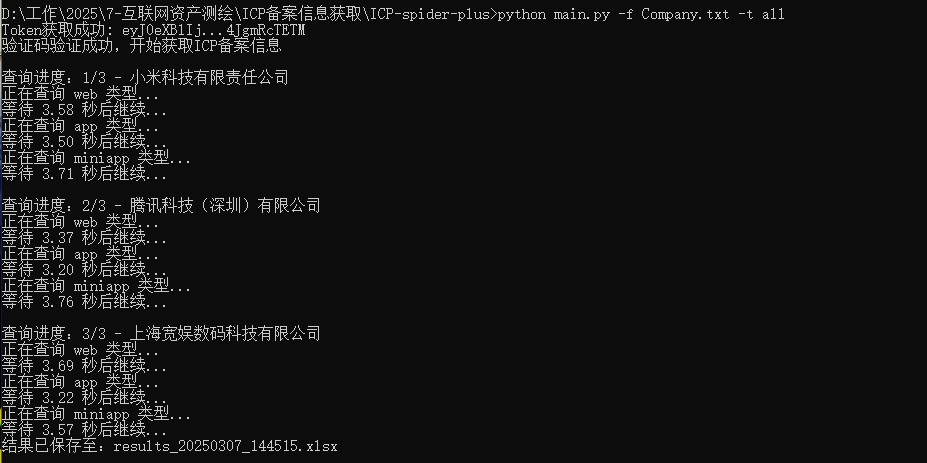 D:\工作\2025\7-互联网资产测绘\ICP备案信息获取\ICP-spider-plus>python main.py -f Company.txt -t all
Token获取成功: eyJ0eXB1Ij...4JgmRcTETM
验证码验证成功，开始获取ICP备案信息
查询进度: 1/3 - 小米科技有限责任公司
正在查询 web 类型...
等待 3.58 秒后继续...
正在查询 app 类型...
等待 3.50 秒后继续...
正在查询 miniapp 类型...
等待 3.71 秒后继续...
查询进度: 2/3 - 腾讯科技（深圳）有限公司
正在查询 web 类型...
等待 3.37 秒后继续...
正在查询 app 类型...
等待 3.20 秒后继续...
正在查询 miniapp 类型...
等待 3.76 秒后继续...
查询进度: 3/3 - 上海宽娱数码科技有限公司
正在查询 web 类型...
等待 3.69 秒后继续...
正在查询 app 类型...
等待 3.22 秒后继续...
正在查询 miniapp 类型...
等待 3.57 秒后继续...
结果已保存至: results_20250307_144515.xlsx